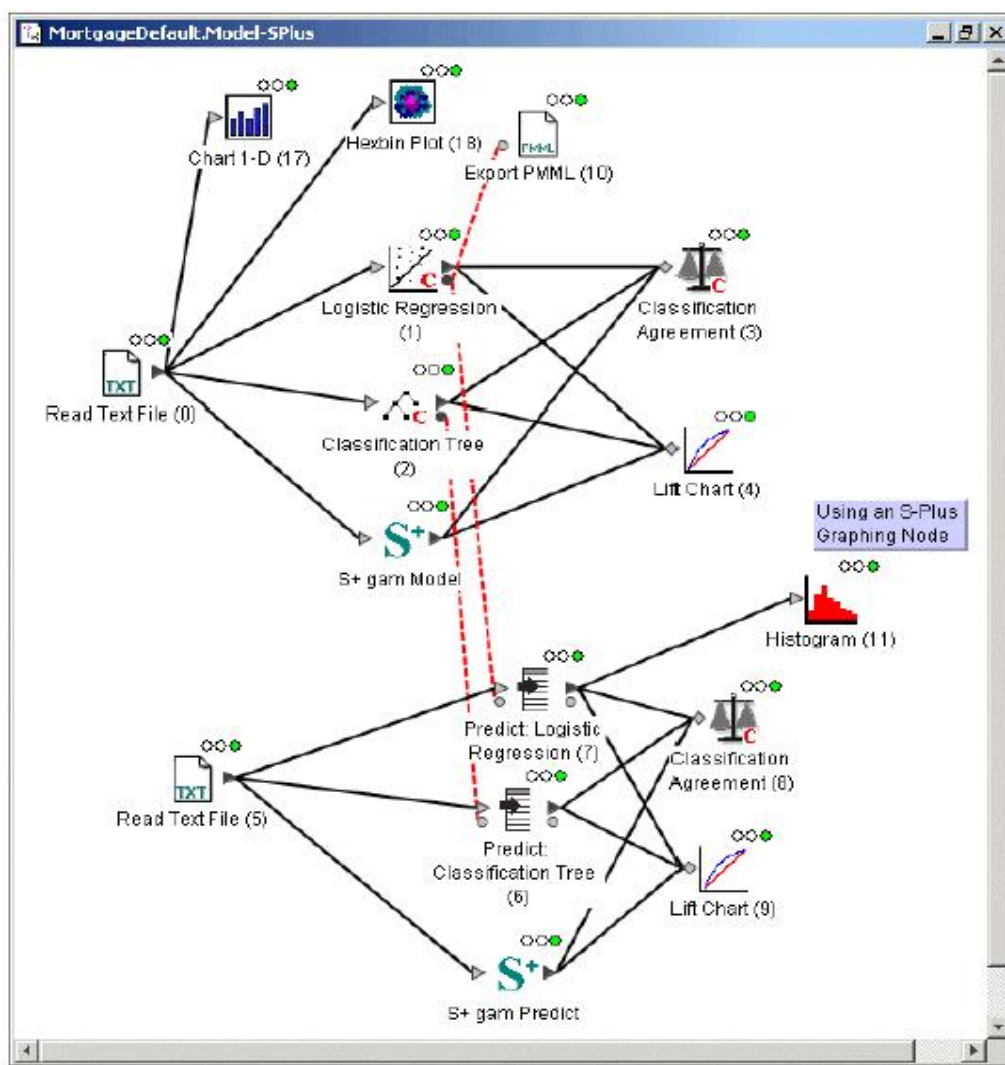 MortgageDefault.Model-SPlus
Chart 1-D (17)
Hexbin Plot (18)
PMML
Export PMML (10)
C
Logistic Regression
(1)
C
Classification
Agreement (3)
TXT
Read Text File (0)
C
Classification Tree
(2)
Lift Chart (4)
S+
S+ gam Model
Using an S-Plus
Graphing Node
Histogram (11)
Predict: Logistic
Regression (7)
C
Classification
Agreement (8)
TXT
Read Text File (5)
Predict:
Classification Tree
(6)
Lift Chart (9)
S+
S+ gam Predict